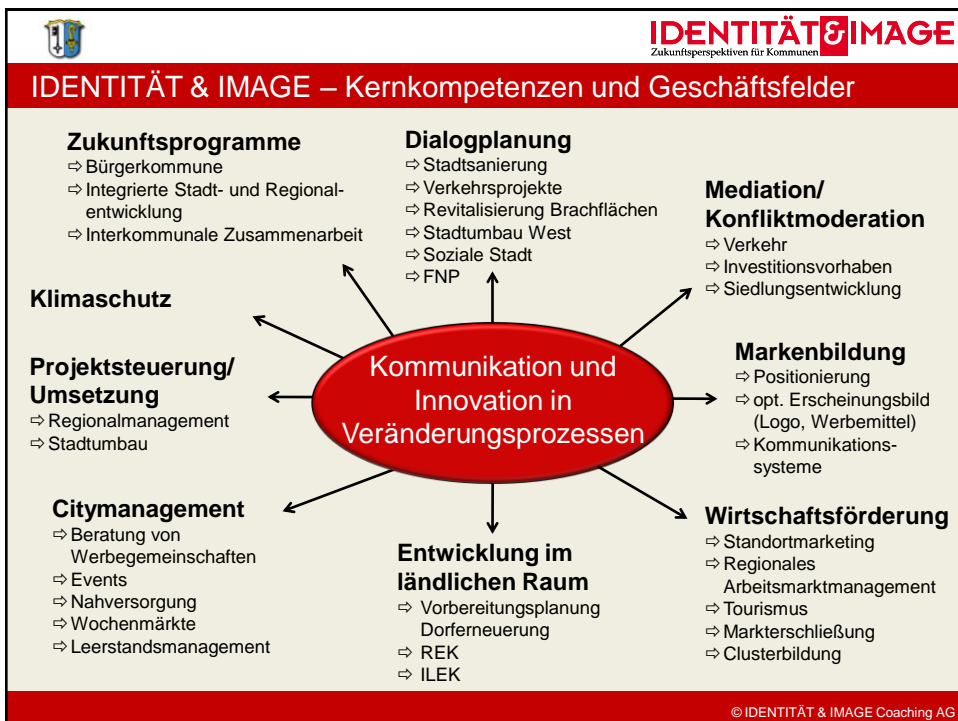 IDENTITÄT & IMAGE
Zukunftsperspektiven für Kommunen
IDENTITÄT & IMAGE – Kernkompetenzen und Geschäftsfelder
Zukunftsprogramme
⇨ Bürgerkommune
⇨ Integrierte Stadt- und Regional-
entwicklung
⇨ Interkommunale Zusammenarbeit
Dialogplanung
⇨ Stadtsanierung
⇨ Verkehrsprojekte
⇨ Revitalisierung Brachflächen
⇨ Stadtumbau West
⇨ Soziale Stadt
⇨ FNP
Mediation/
Konfliktmoderation
⇨ Verkehr
⇨ Investitionsvorhaben
⇨ Siedlungsentwicklung
Klimaschutz
Projektsteuerung/
Umsetzung
⇨ Regionalmanagement
⇨ Stadtumbau
Kommunikation und
Innovation in
Veränderungsprozessen
Markenbildung
⇨ Positionierung
⇨ opt. Erscheinungsbild
(Logo, Werbemittel)
⇨ Kommunikations-
systeme
Citymanagement
⇨ Beratung von
Werbegemeinschaften
⇨ Events
⇨ Nahversorgung
⇨ Wochenmärkte
⇨ Leerstandsmanagement
Entwicklung im
ländlichen Raum
⇨ Vorbereitungsplanung
Dorferneuerung
⇨ REK
⇨ ILEK
Wirtschaftsförderung
⇨ Standortmarketing
⇨ Regionales
Arbeitsmarktmanagement
⇨ Tourismus
⇨ Markterschließung
⇨ Clusterbildung
© IDENTITÄT & IMAGE Coaching AG